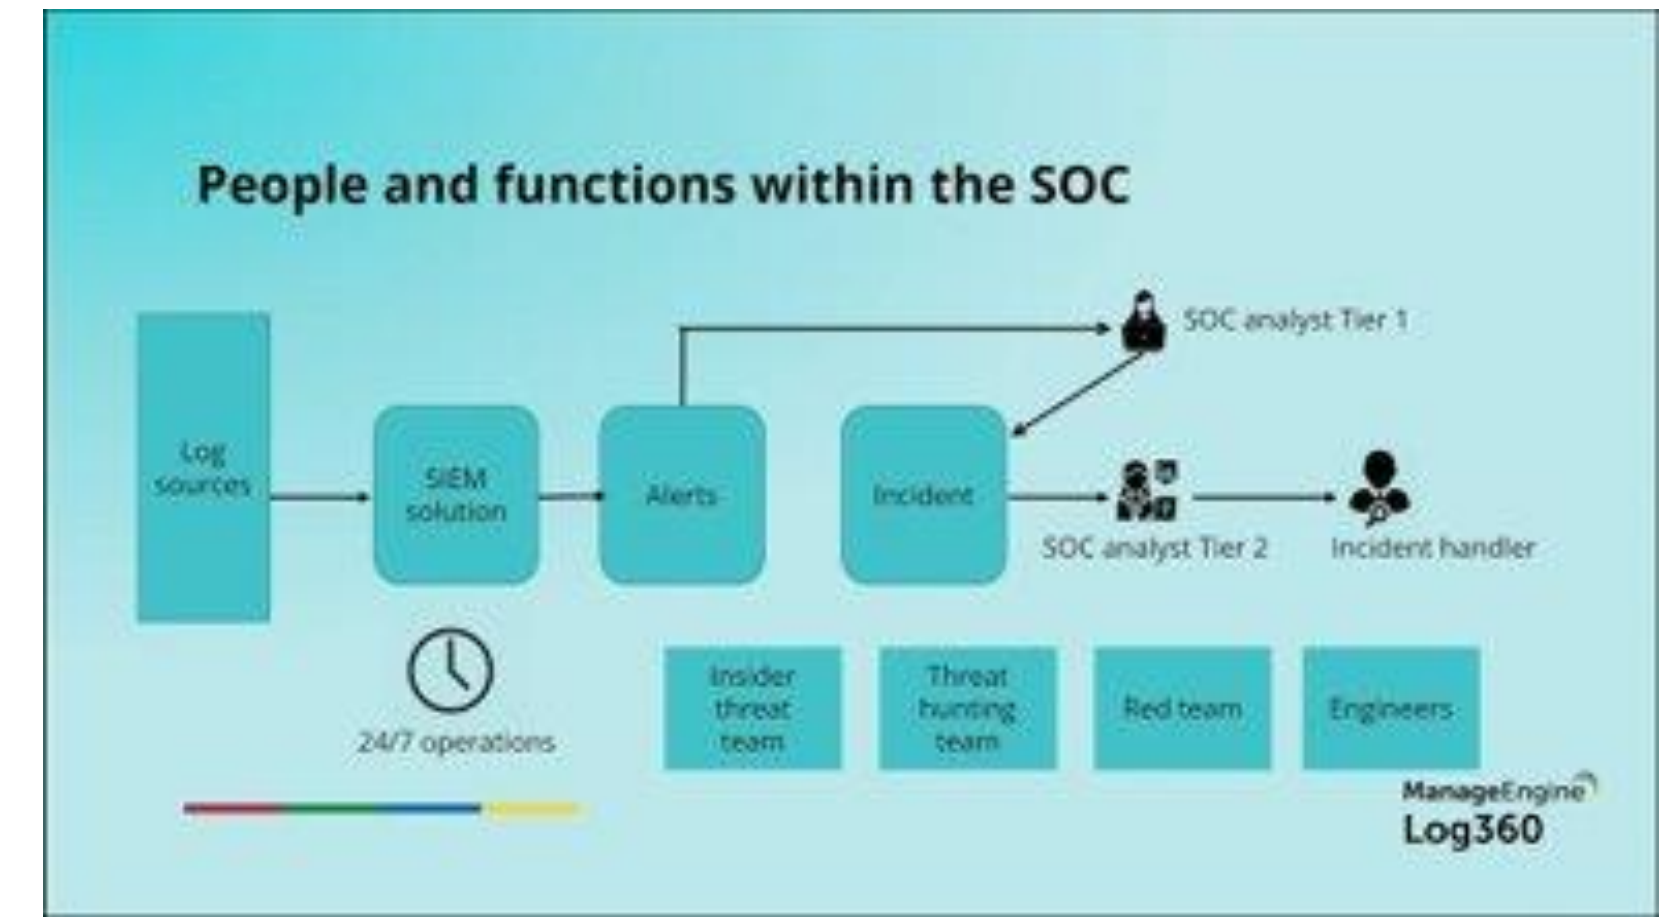 People and functions within the SOC
SOC analyst Tier 1
Log
sources
SIEM
solution
Alerts
Incident
SOC analyst Tier 2
Incident handler
24/7 operations
Insider
threat
team
Threat
hunting
team
Red team
Engineers
ManageEngine
Log360